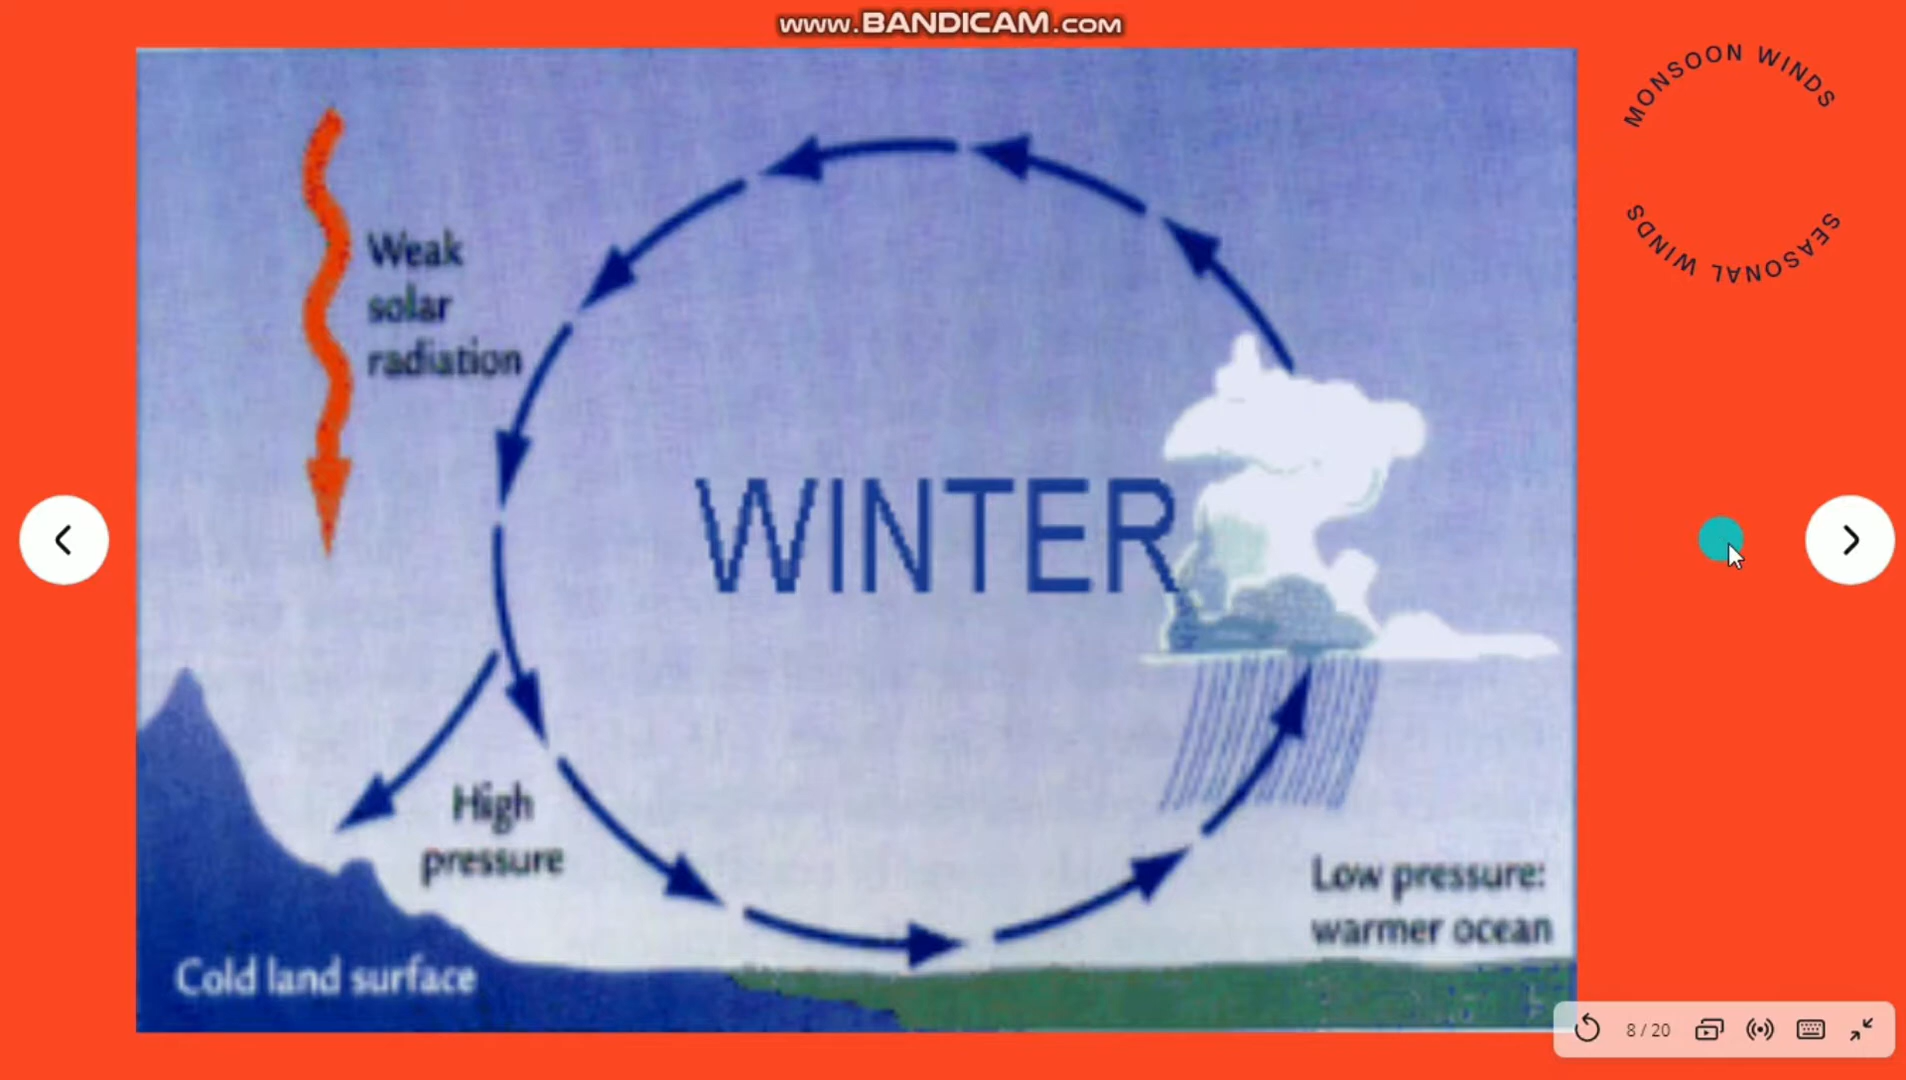 www.BANDICAM.COM
MONSOON WINDS
SEASONAL WINDS
Weak
solar
radiation
WINTER
High
pressure
Low pressure:
warmer ocean
Cold land surface
8 / 20